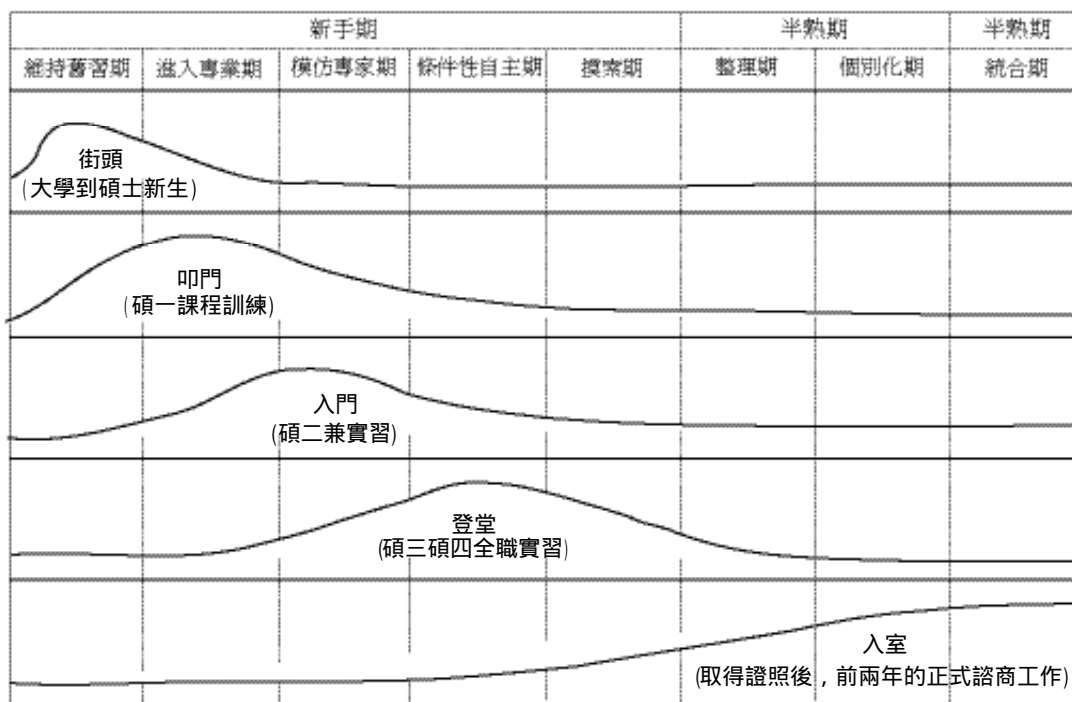 新手期 半熟期 半熟期
維持舊習期 進入專業期 模仿專家期 條件性自主期 摸索期 整理期 個別化期 統合期
街頭
(大學到碩士新生)
叩門
(碩一課程訓練)
入門
(碩二兼實習)
登堂
(碩三碩四全職實習)
入室
(取得證照後，前兩年的正式諮商工作)